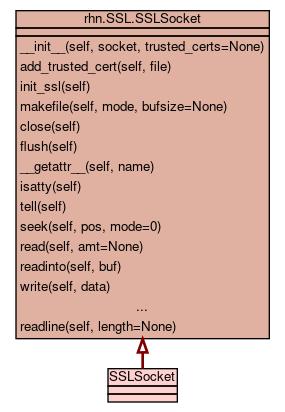 rhn.SSL.SSLSocket
__init__(self, socket, trusted_certs=None)
add_trusted_cert(self, file)
init_ssl(self)
makefile(self, mode, bufsize=None)
close(self)
flush(self)
__getattr__(self, name)
isatty(self)
tell(self)
seek(self, pos, mode=0)
read(self, amt=None)
readinto(self, buf)
write(self, data)
...
readline(self, length=None)
SSLSocket